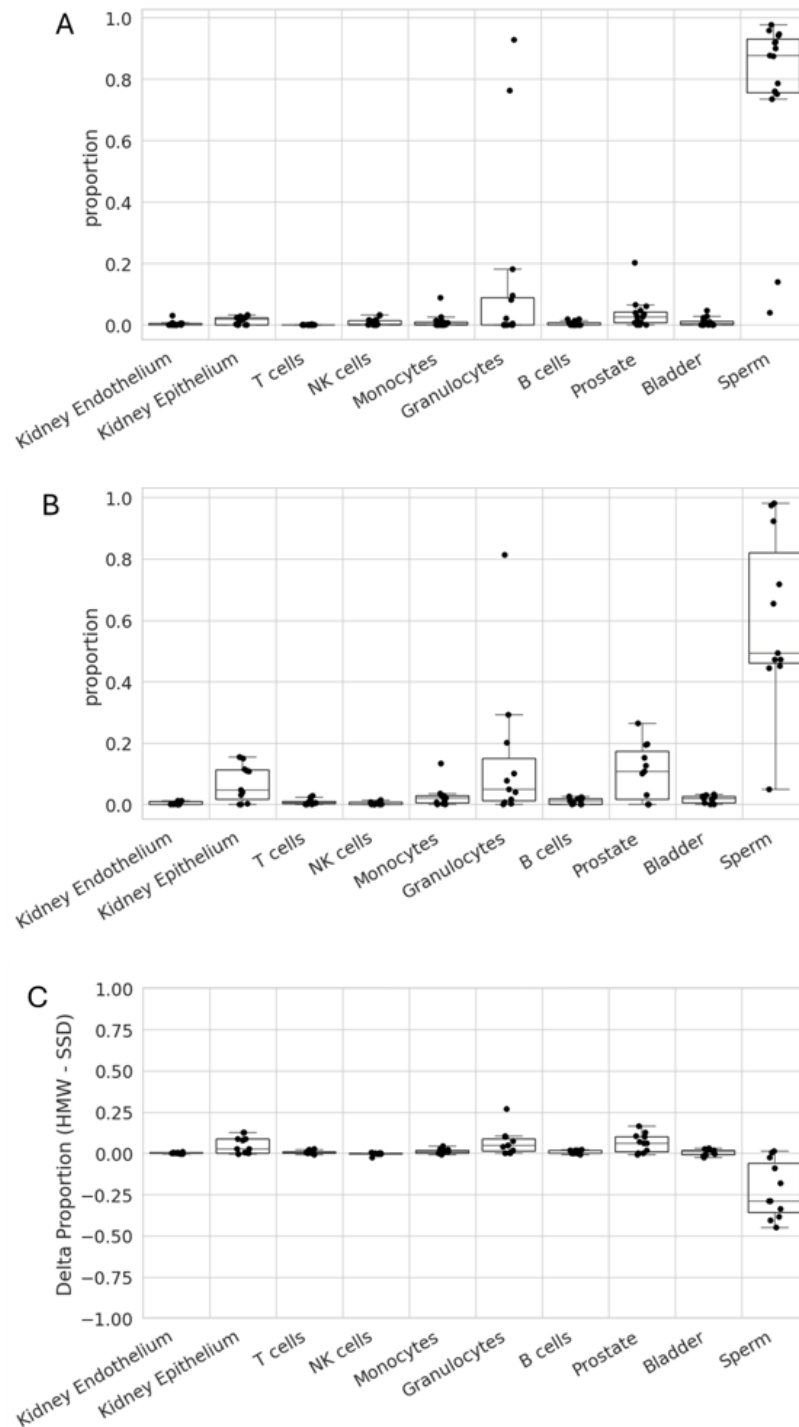 A
1.0
0.8
0.6
0.4
0.2
0.0
proportion
Kidney Endothelium
Kidney Epithelium
T cells
NK cells
Monocytes
Granulocytes
B cells
Prostate
Bladder
Sperm
B
1.0
0.8
0.6
0.4
0.2
0.0
proportion
Kidney Endothelium
Kidney Epithelium
T cells
NK cells
Monocytes
Granulocytes
B cells
Prostate
Bladder
Sperm
C
1.00
0.75
0.50
0.25
0.00
−0.25
−0.50
−0.75
−1.00
Delta Proportion (HMW - SSD)
Kidney Endothelium
Kidney Epithelium
T cells
NK cells
Monocytes
Granulocytes
B cells
Prostate
Bladder
Sperm